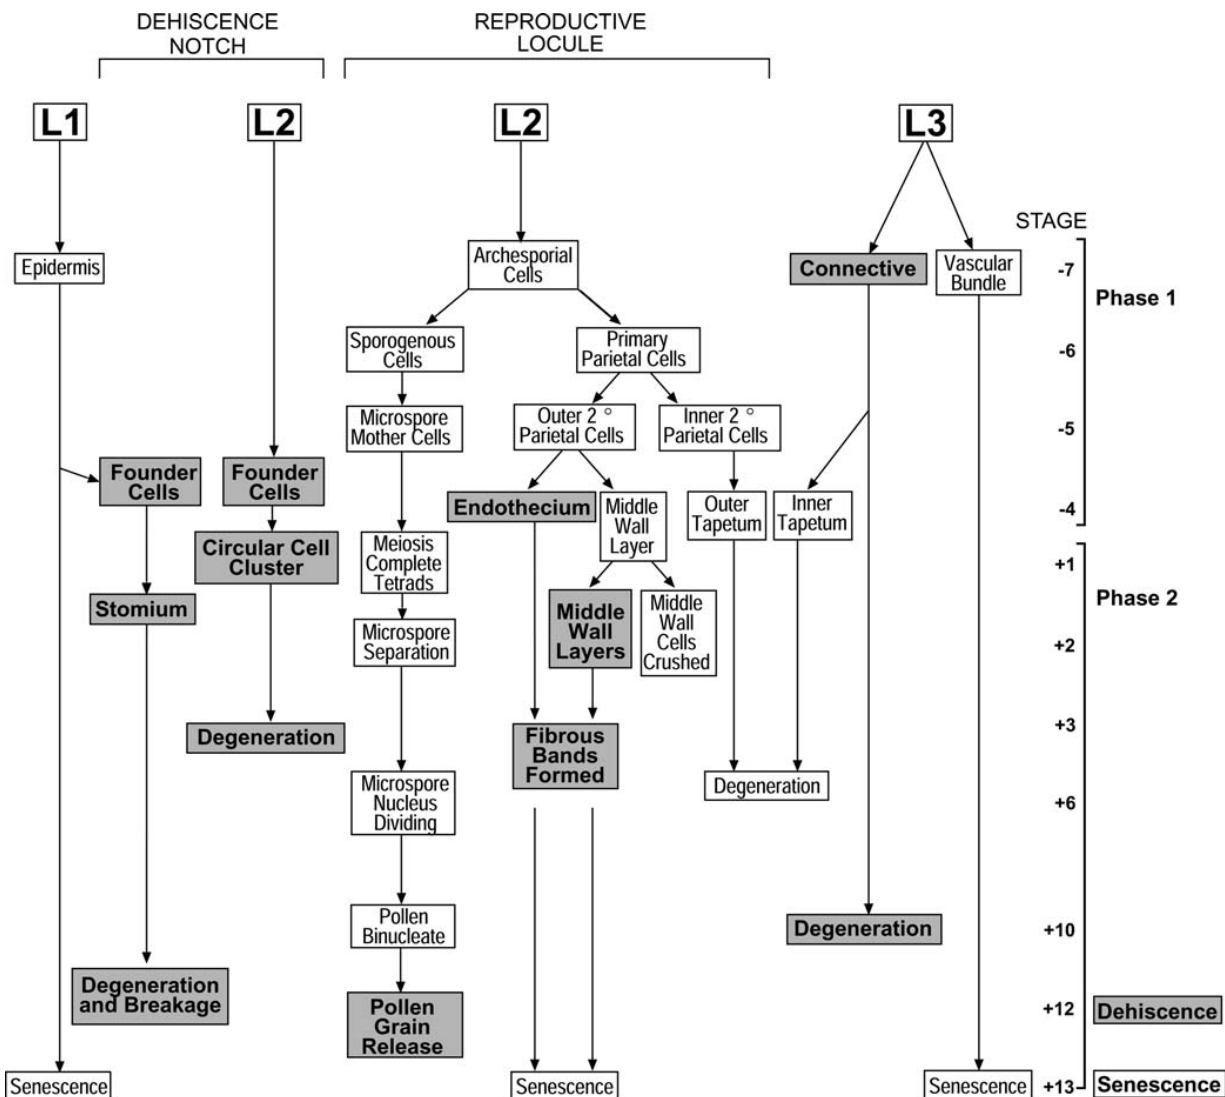 DEHISCENCE
NOTCH
REPRODUCTIVE
LOCULE
L1
L2
L2
L3
STAGE
Epidmis
Archesporial
Cells
Connective
Vascular
Bundle
-7
Phase 1
Sporogenous
Cells
Primary
Parietal Cells
-6
Microspore
Mother Cells
Outer 2 °
Parietal Cells
Inner 2 °
Parietal Cells
-5
Founder
Cells
Founder
Cells
Endothecium
Middle
Wall
Layer
Outer
Tapetum
Inner
Tapetum
-4
Circular Cell
Cluster
Meiosis
Complete
Tetrads
+1
Phase 2
Stomium
Microspore
Separation
Middle
Wall
Layers
Middle
Wall
Cells
Crushed
+2
Degeneration
Fibrous
Bands
Formed
+3
Microspore
Nucleus
Dividing
Degeneration
+6
Pollen
Binucleate
Degeneration
+10
Degeneration
and Breakage
Pollen
Grain
Release
+12
Dehiscence
Senescence
Senescence
Senescence
+13
Senescence